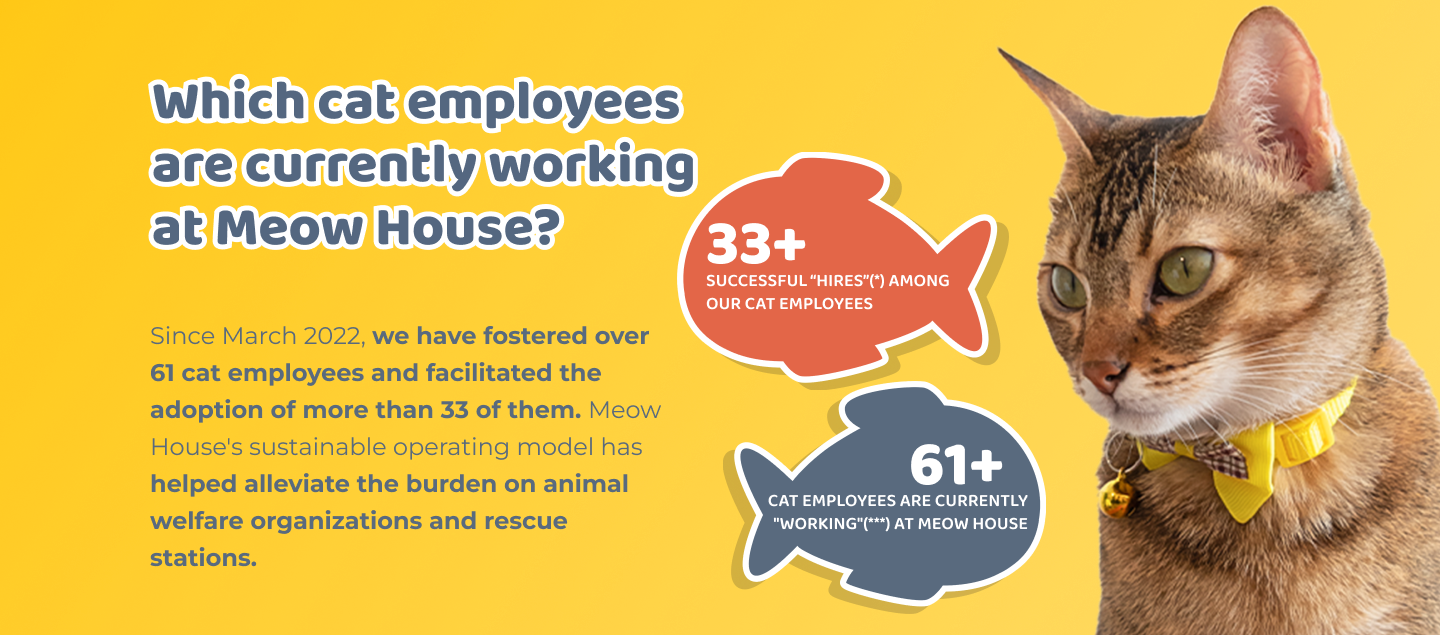 Which cat employees
are currently working
at Meow House?
Since March 2022, we have fostered over
61 cat employees and facilitated the
adoption of more than 33 of them. Meow
House's sustainable operating model has
helped alleviate the burden on animal
welfare organizations and rescue
stations.
33+
SUCCESSFUL “HIRES”(*) AMONG
OUR CAT EMPLOYEES
61+
CAT EMPLOYEES ARE CURRENTLY
"WORKING"(***) AT MEOW HOUSE